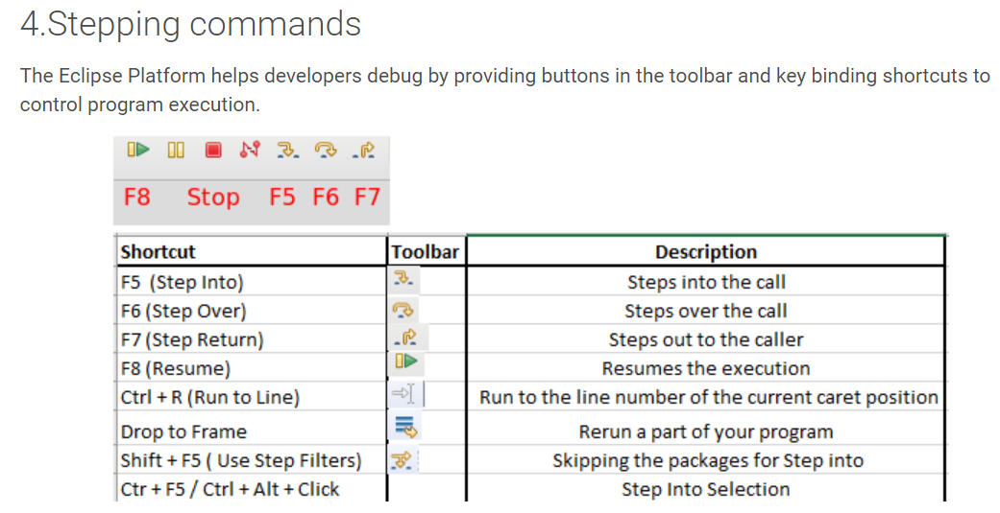 4.Stepping commands
The Eclipse Platform helps developers debug by providing buttons in the toolbar and key binding shortcuts to
control program execution.
F8 Stop F5 F6 F7
Shortcut Toolbar Description
F5 (Step Into) Steps into the call
F6 (Step Over) Steps over the call
F7 (Step Return) Steps out to the caller
F8 (Resume) Resumes the execution
Ctrl + R (Run to Line) Run to the line number of the current caret position
Drop to Frame Rerun a part of your program
Shift + F5 ( Use Step Filters) Skipping the packages for Step into
Ctr + F5 / Ctrl + Alt + Click Step Into Selection